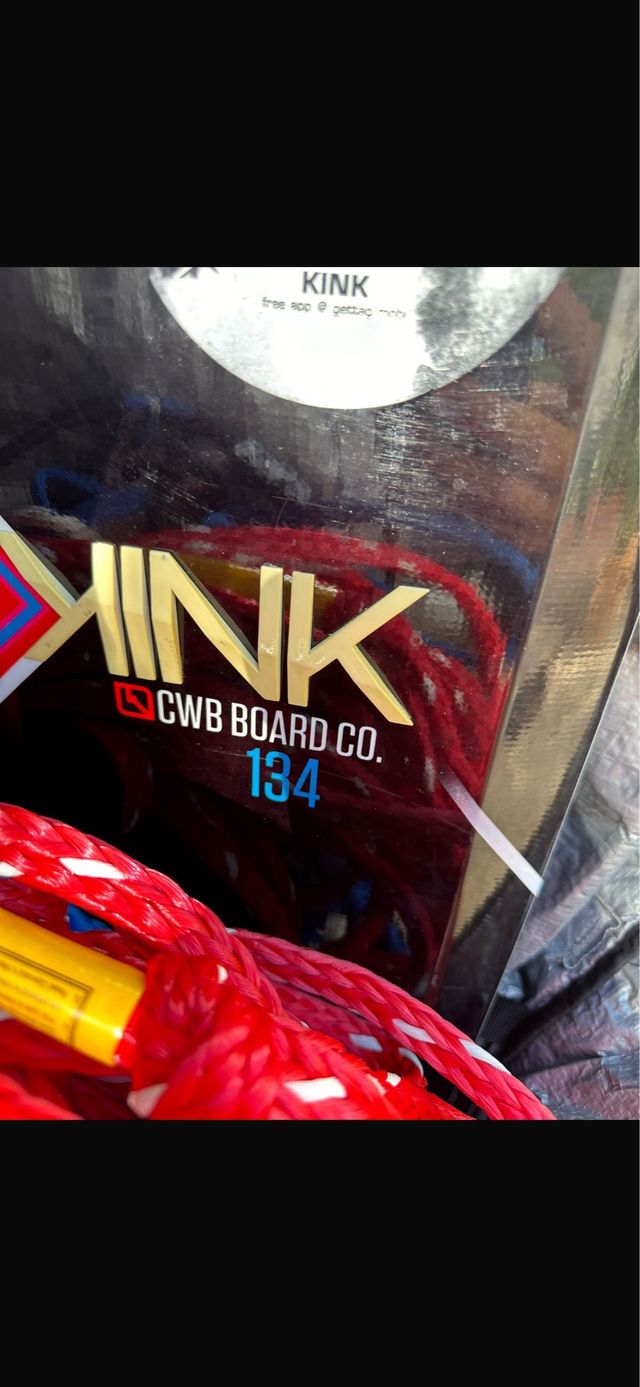 KINK
free app @ gettag
KINK
CWB BOARD CO.
134